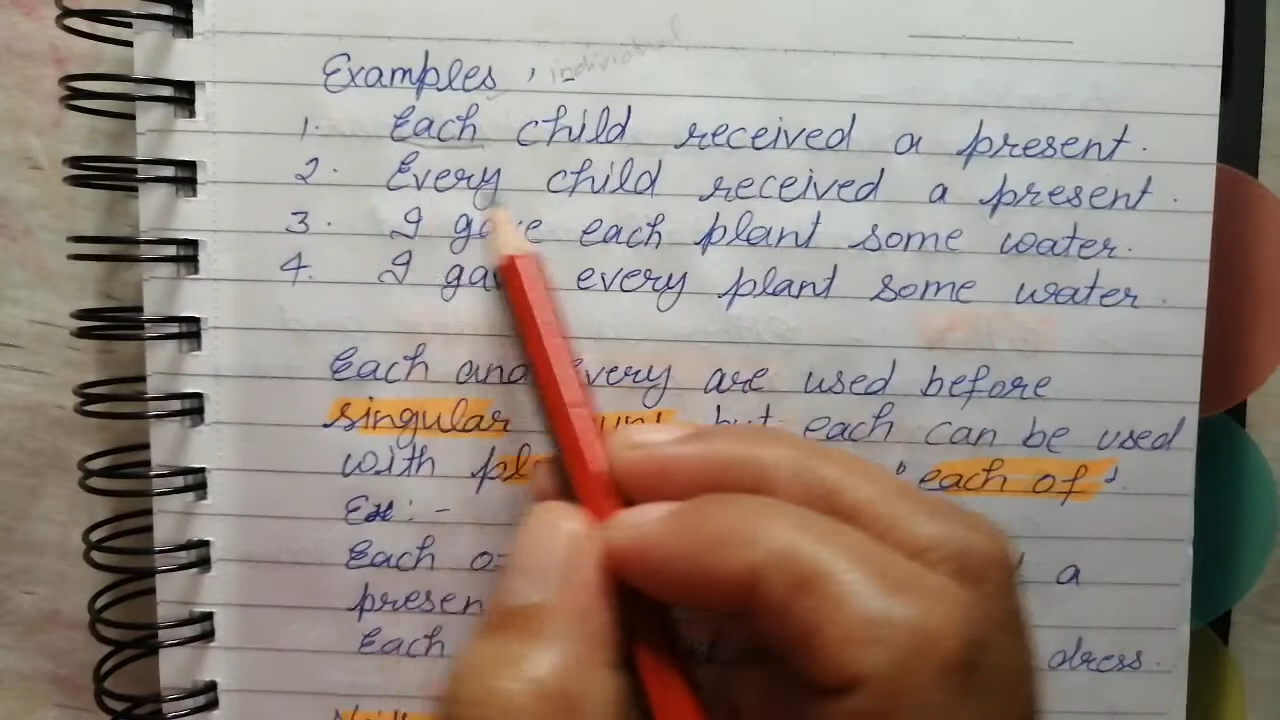 Examples :- individual
1. Each child received a present.
2. Every child received a present.
3. I gave each plant some water.
4. I gave every plant some water.
Each and every are used before
singular but each can be used
with "each of".
Ex:-
Each a
presen
Each dress.